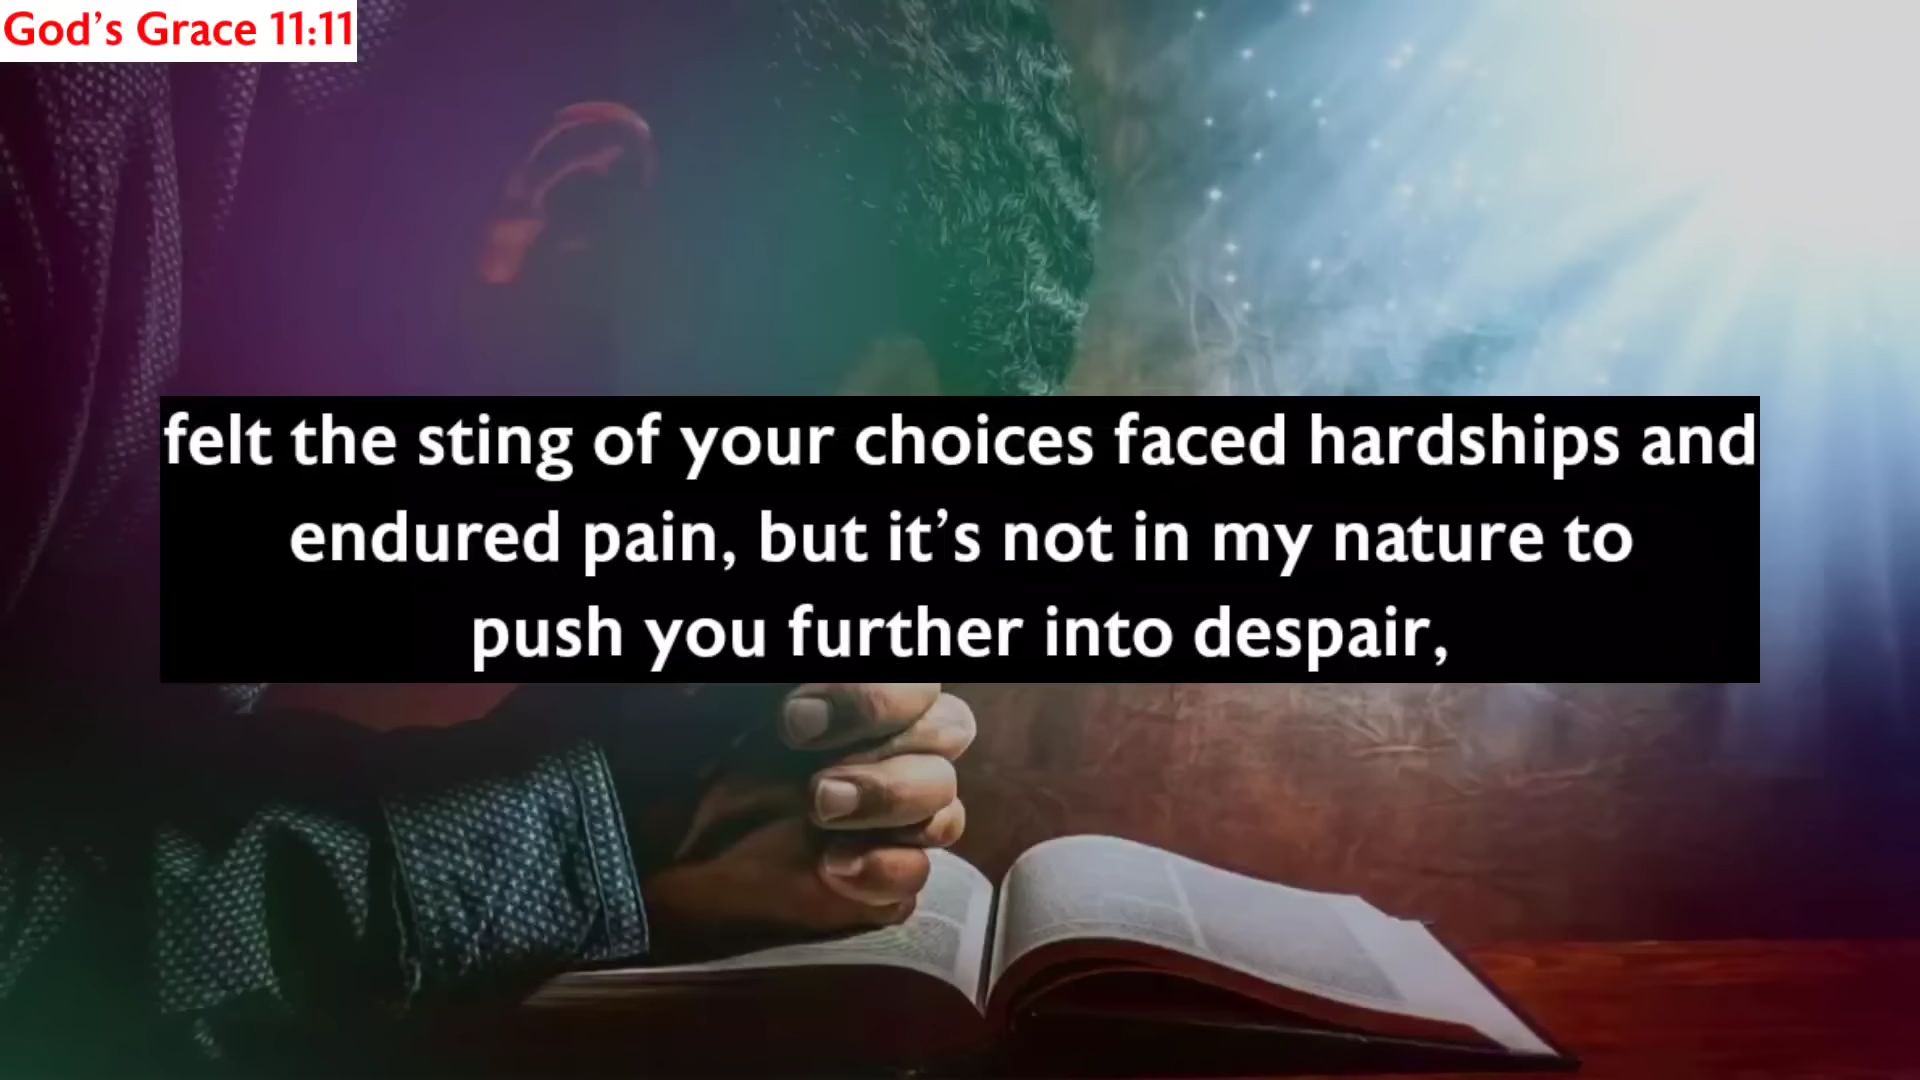 God’s Grace 11:11
felt the sting of your choices faced hardships and
endured pain, but it’s not in my nature to
push you further into despair,